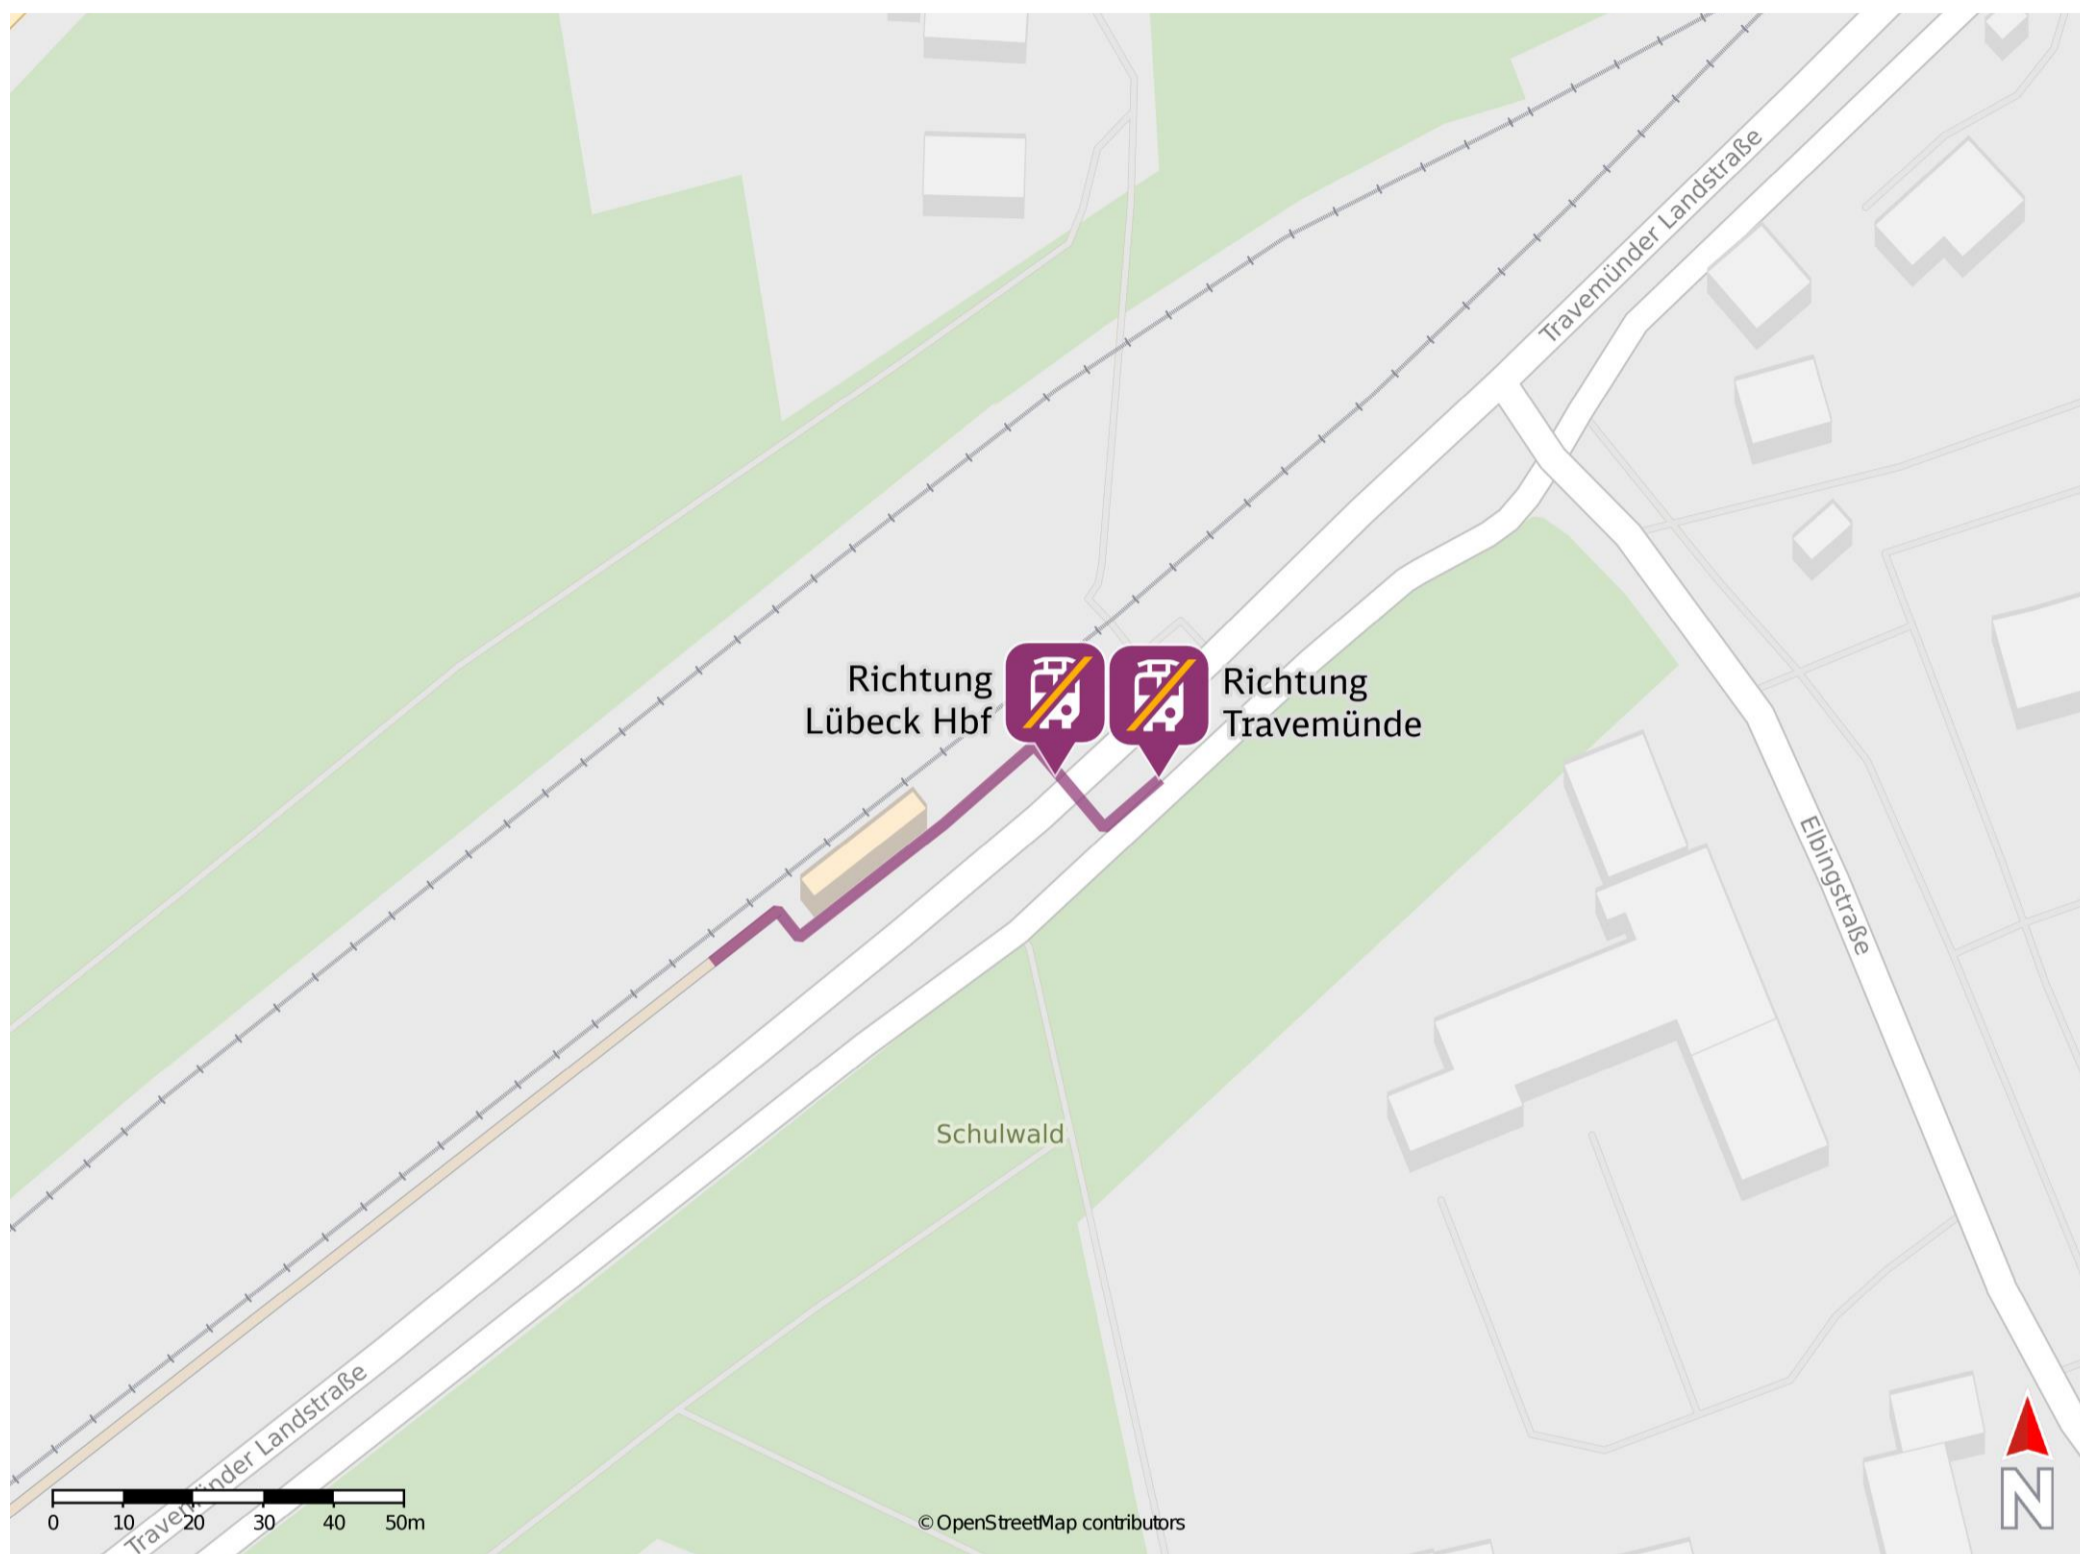 Travemünder Landstraße
Richtung
Lübeck Hbf
Richtung
Travemünde
Elbingstraße
Schulwald
Travemünder Landstraße
0 10 20 30 40 50m
© OpenStreetMap contributors
N